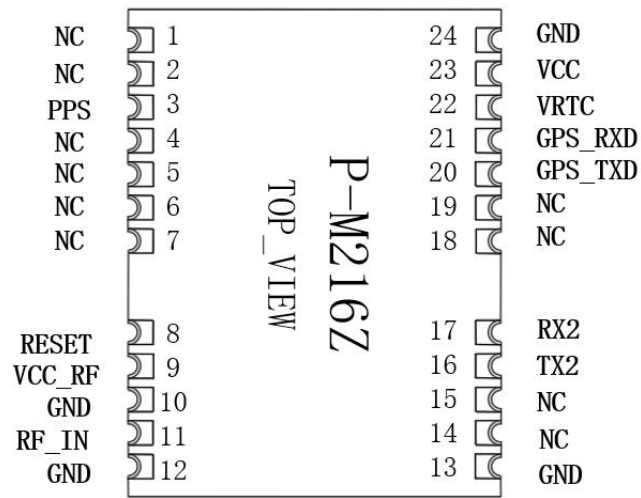 NC 1 24 GND
NC 2 23 VCC
PPS 3 22 VRTC
NC 4 21 GPS_RXD
NC 5 20 GPS_TXD
NC 6 19 NC
NC 7 18 NC
P-M216Z
TOP_VIEW
RESET 8 17 RX2
VCC_RF 9 16 TX2
GND 10 15 NC
RF_IN 11 14 NC
GND 12 13 GND